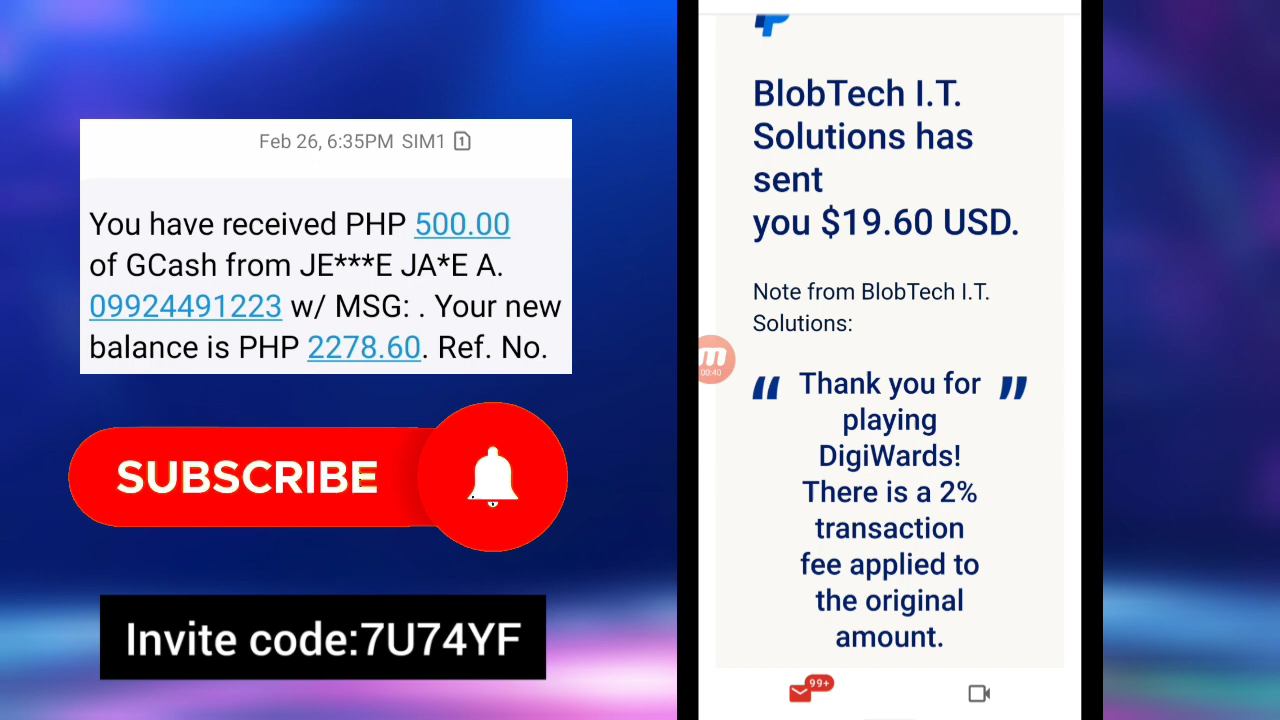 Feb 26, 6:35PM SIM1 1
You have received PHP 500.00
of GCash from JE***E JA*E A.
09924491223 w/ MSG: . Your new
balance is PHP 2278.60. Ref. No.
SUBSCRIBE
Invite code:7U74YF
BlobTech I.T.
Solutions has
sent
you $19.60 USD.
Note from BlobTech I.T.
Solutions:
00:40
“ Thank you for ”
playing
DigiWards!
There is a 2%
transaction
fee applied to
the original
amount.
99+